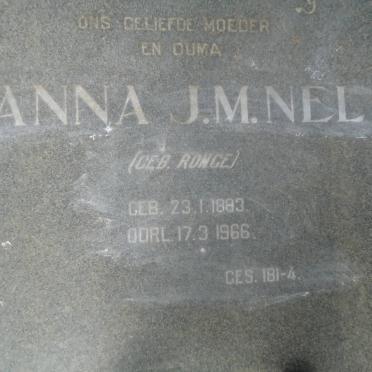 ONS GELIEFDE MOEDER
EN OUMA
ANNA J.M. NEL
(GEB. RONGE)
GEB. 23.1.1883.
OORL. 17.3.1966.
GES. 181-4.